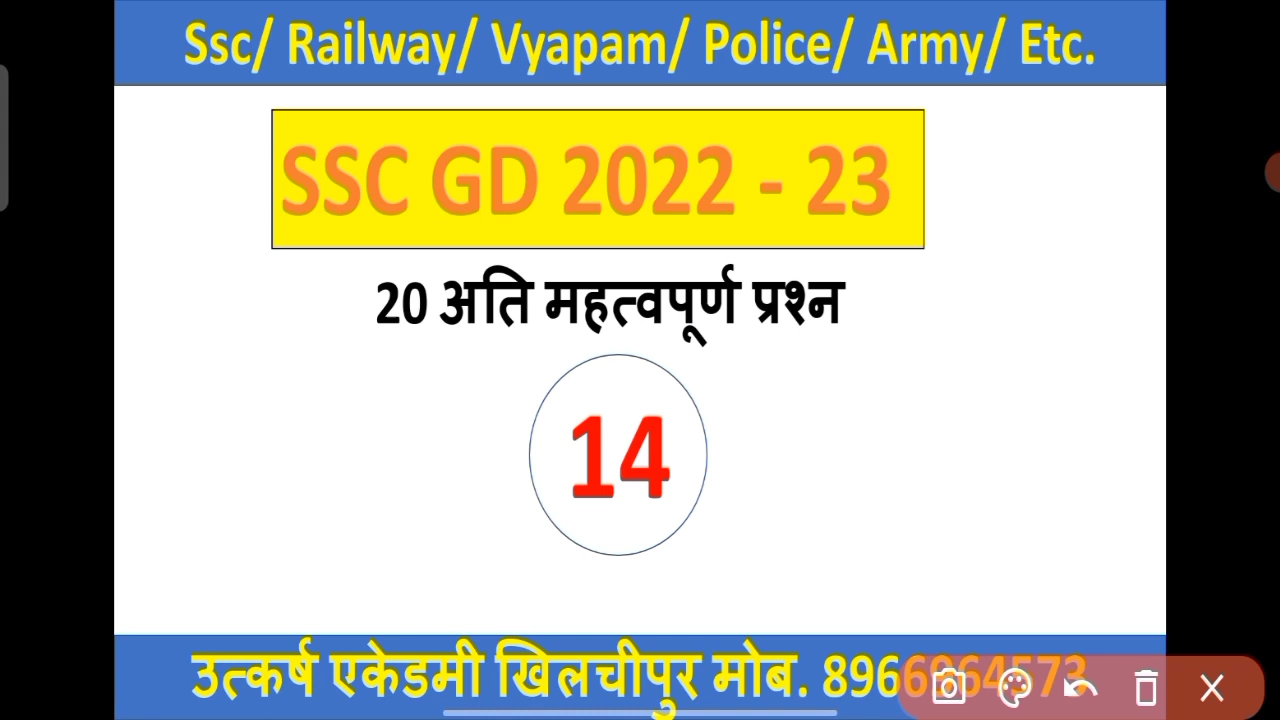 Ssc/ Railway/ Vyapam/ Police/ Army/ Etc.
SSC GD 2022 - 23
20 अति महत्वपूर्ण प्रश्न
14
उत्कर्ष एकेडमी खिलचीपुर मोब. 8966964573